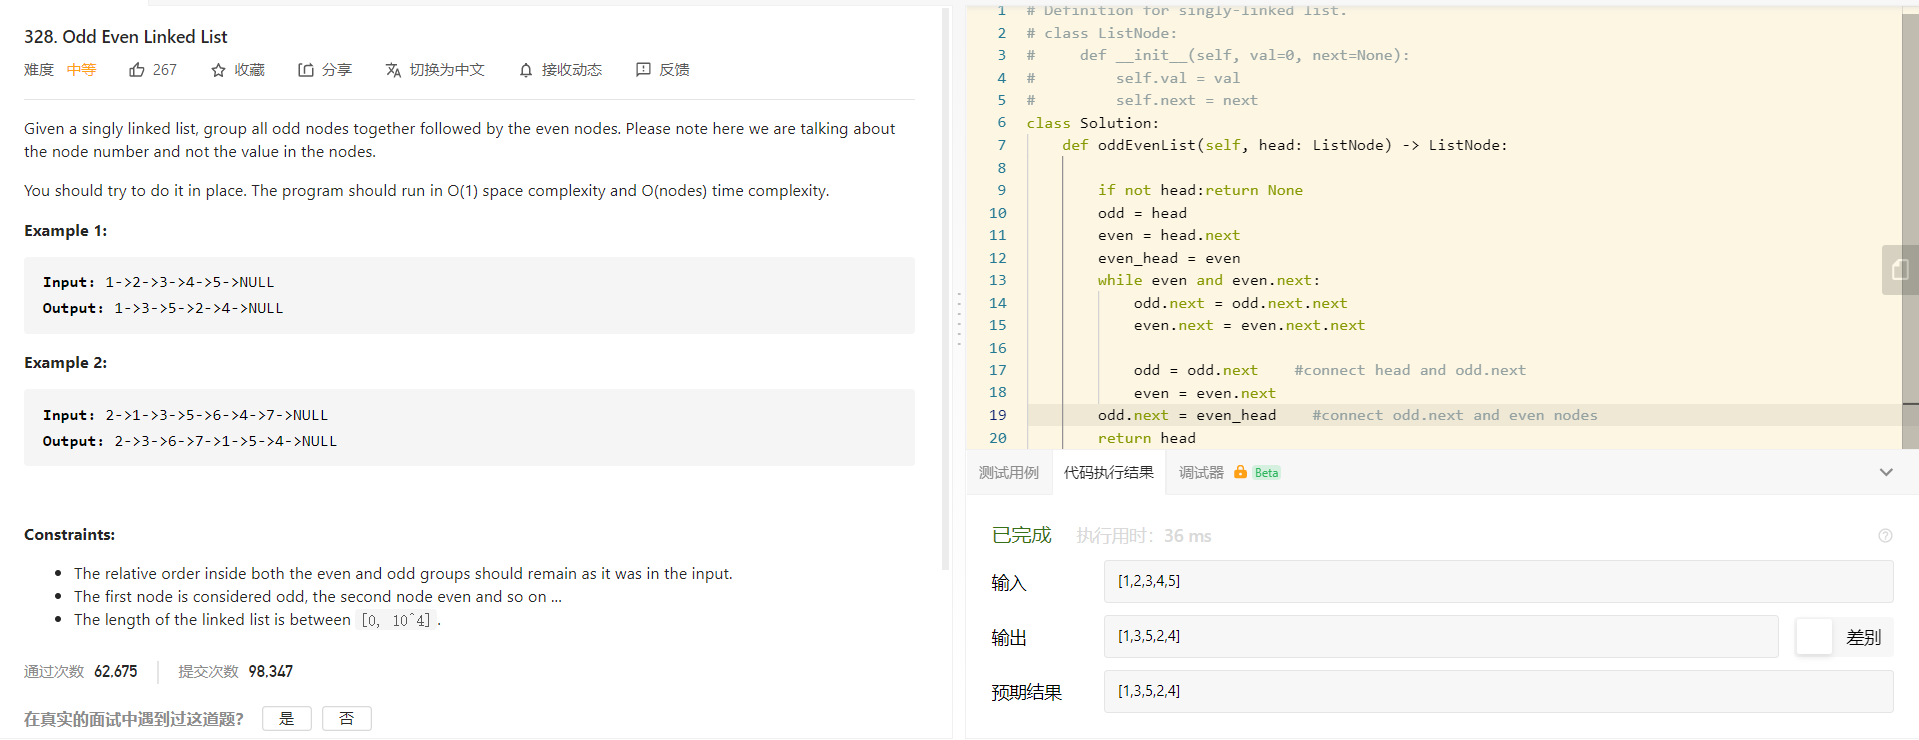 328. Odd Even Linked List
难度 中等 267 收藏 分享 切换为中文 接收动态 反馈
Given a singly linked list, group all odd nodes together followed by the even nodes. Please note here we are talking about
the node number and not the value in the nodes.
You should try to do it in place. The program should run in O(1) space complexity and O(nodes) time complexity.
Example 1:
Input: 1->2->3->4->5->NULL
Output: 1->3->5->2->4->NULL
Example 2:
Input: 2->1->3->5->6->4->7->NULL
Output: 2->3->6->7->1->5->4->NULL
Constraints:
• The relative order inside both the even and odd groups should remain as it was in the input.
• The first node is considered odd, the second node even and so on ...
• The length of the linked list is between [0, 10^4] .
通过次数 62,675 提交次数 98,347
在真实的面试中遇到过这道题? 是 否
1 # Definition for singly-linked list.
2 # class ListNode:
3 #     def __init__(self, val=0, next=None):
4 #         self.val = val
5 #         self.next = next
6 class Solution:
7     def oddEvenList(self, head: ListNode) -> ListNode:
8
9         if not head:return None
10         odd = head
11         even = head.next
12         even_head = even
13         while even and even.next:
14             odd.next = odd.next.next
15             even.next = even.next.next
16
17             odd = odd.next    #connect head and odd.next
18             even = even.next
19         odd.next = even_head    #connect odd.next and even nodes
20         return head
测试用例 代码执行结果 调试器 Beta
已完成 执行用时: 36 ms
输入 [1,2,3,4,5]
输出 [1,3,5,2,4] 差别
预期结果 [1,3,5,2,4]